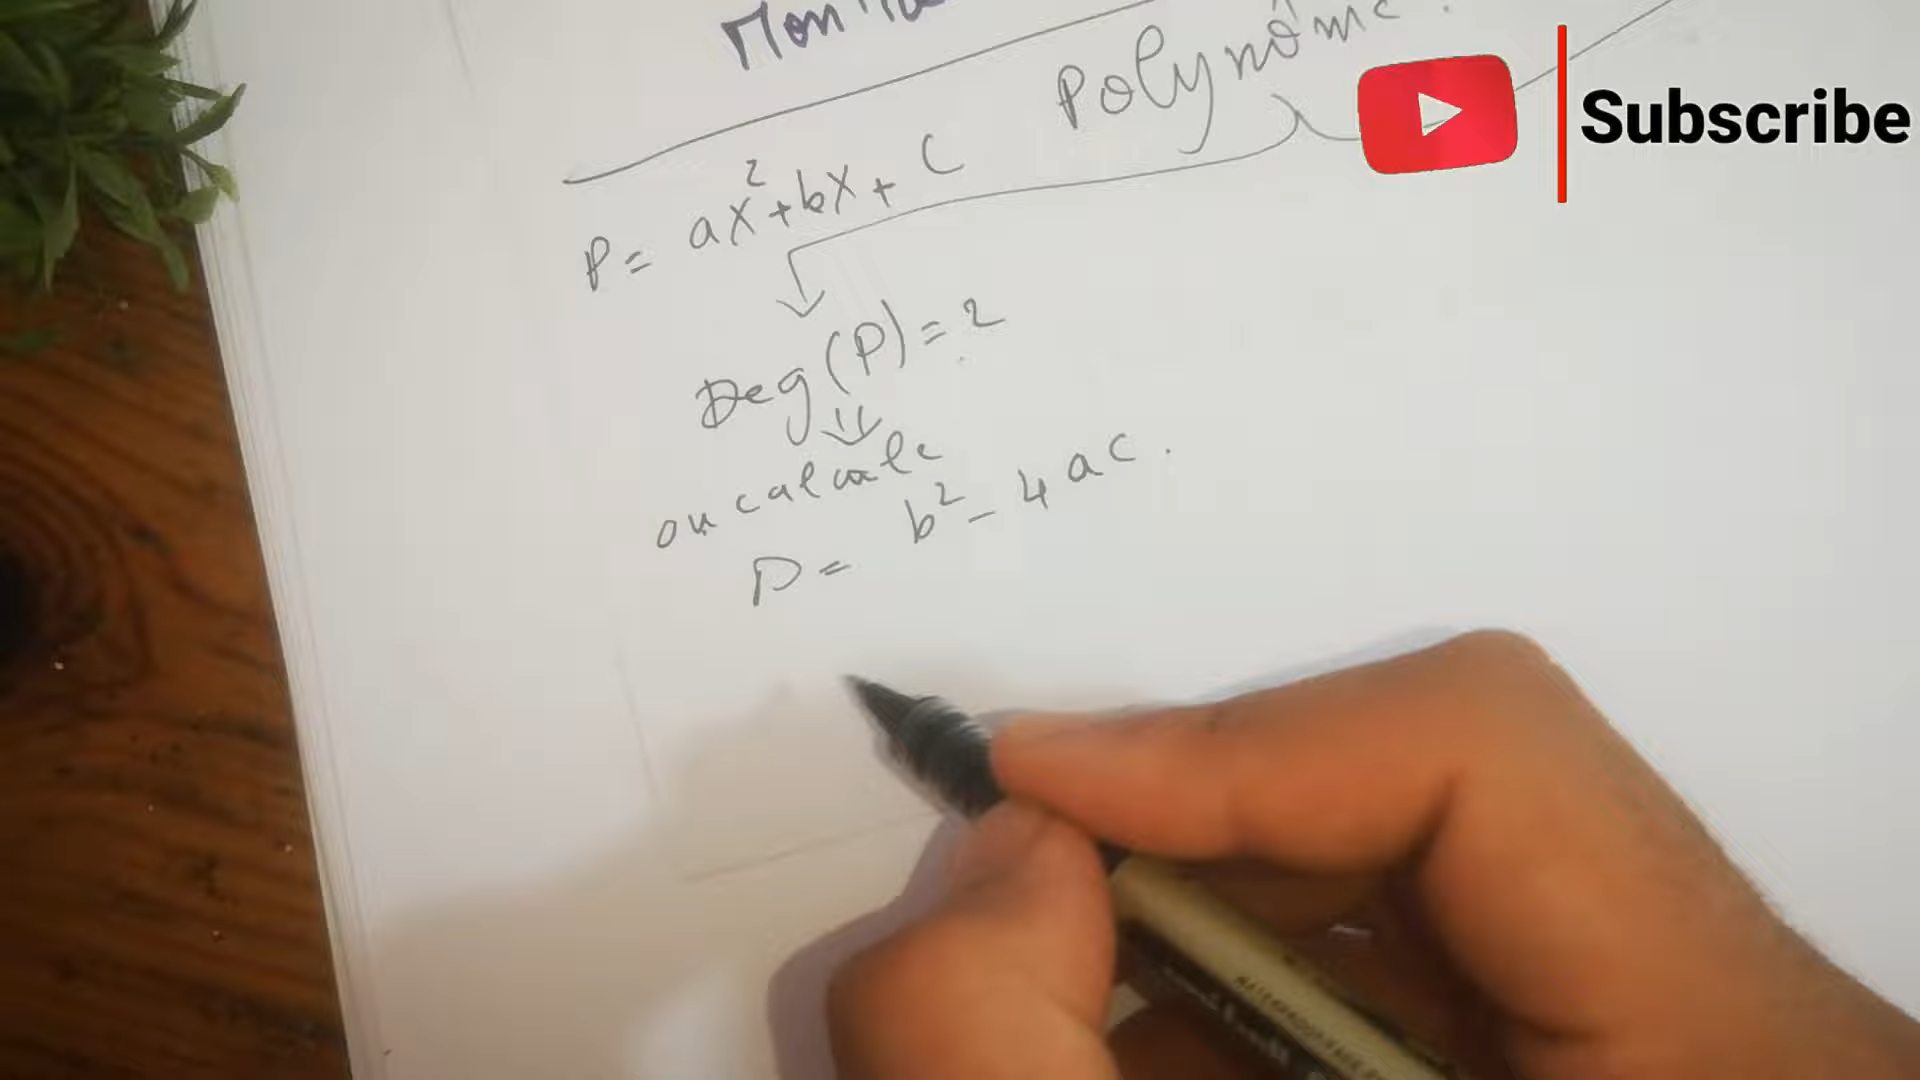 Polynôme.
Subscribe
P = aX²+bX+C
Deg(P)=2
⇓
on calcule
D = b²-4ac.